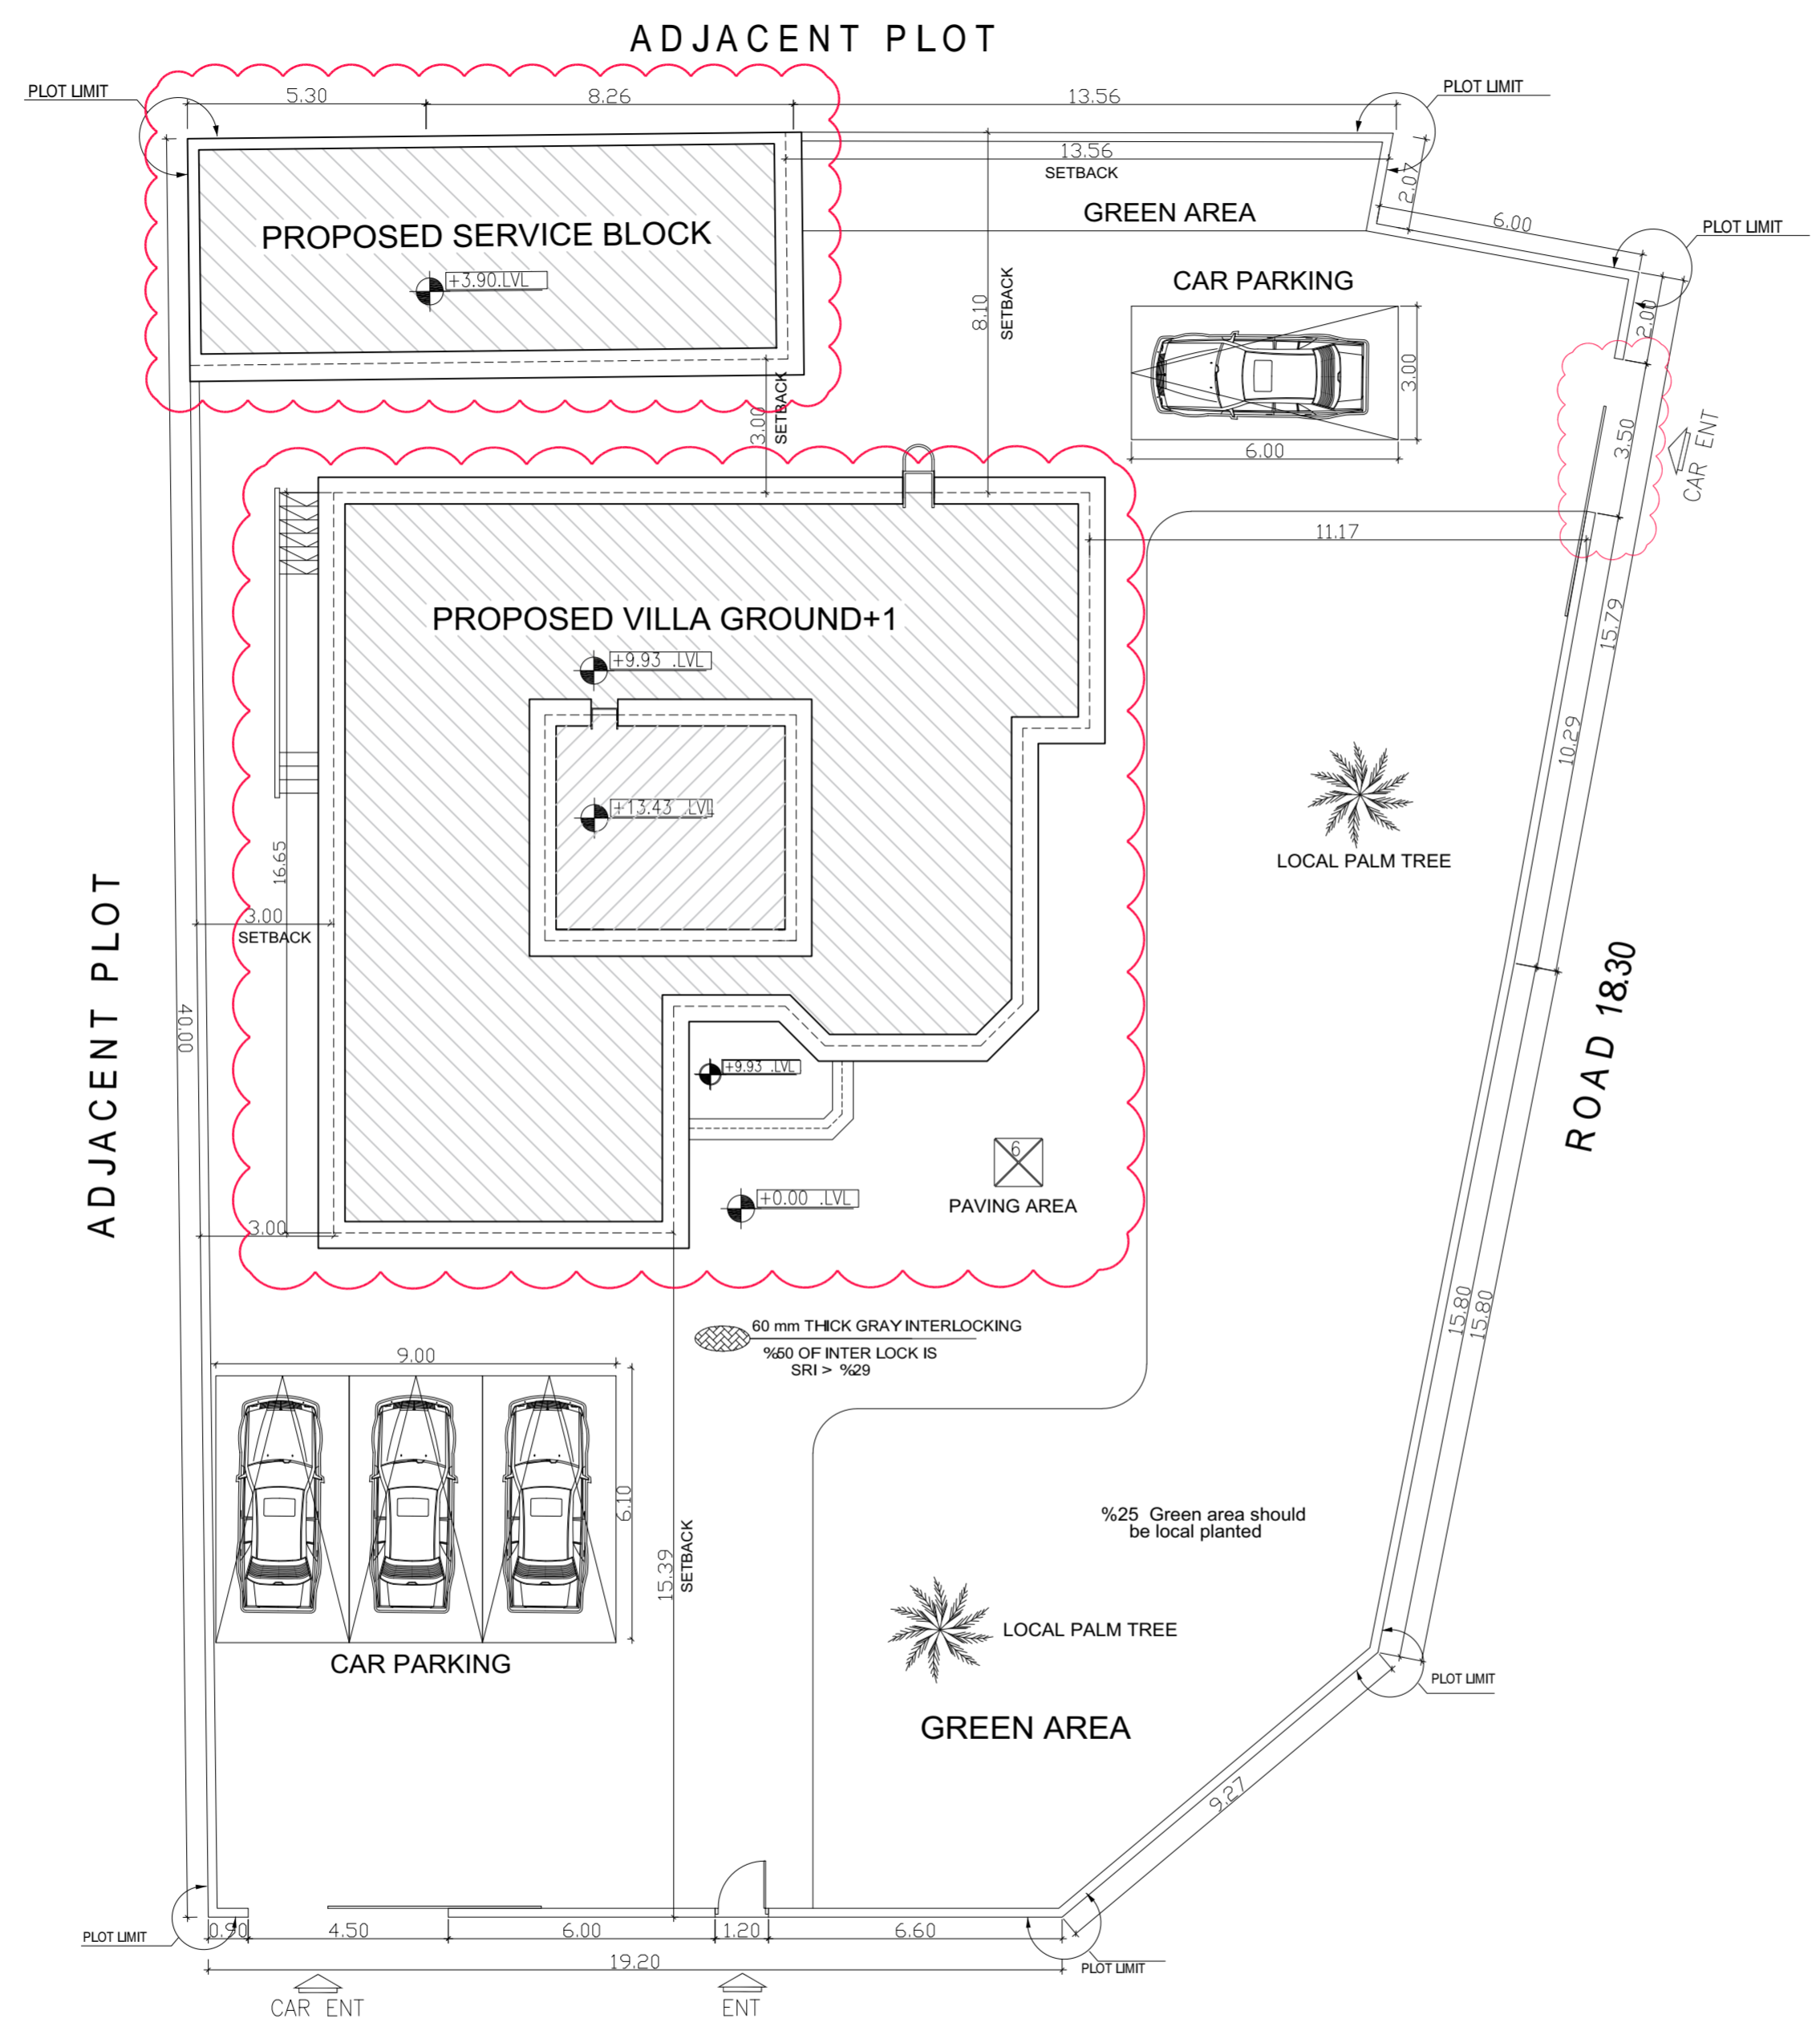 ADJACENT PLOT
PLOT LIMIT
5.30
8.26
13.56
PLOT LIMIT
13.56
SETBACK
2.07
GREEN AREA
6.00
PLOT LIMIT
PROPOSED SERVICE BLOCK
+3.90.LVL
8.10
SETBACK
CAR PARKING
2.00
3.00
6.00
3.00
SETBACK
3.50
CAR ENT
11.17
PROPOSED VILLA GROUND+1
+9.93 .LVL
15.79
10.29
+13.43 .LVL
LOCAL PALM TREE
16.65
3.00
SETBACK
ADJACENT PLOT
40.00
ROAD 18.30
+9.93 .LVL
6
PAVING AREA
+0.00 .LVL
3.00
15.80
15.80
60 mm THICK GRAY INTERLOCKING
%50 OF INTER LOCK IS
SRI > %29
9.00
6.10
15.39
SETBACK
%25 Green area should
be local planted
LOCAL PALM TREE
CAR PARKING
PLOT LIMIT
GREEN AREA
9.27
PLOT LIMIT
0.90
4.50
6.00
1.20
6.60
19.20
PLOT LIMIT
CAR ENT
ENT